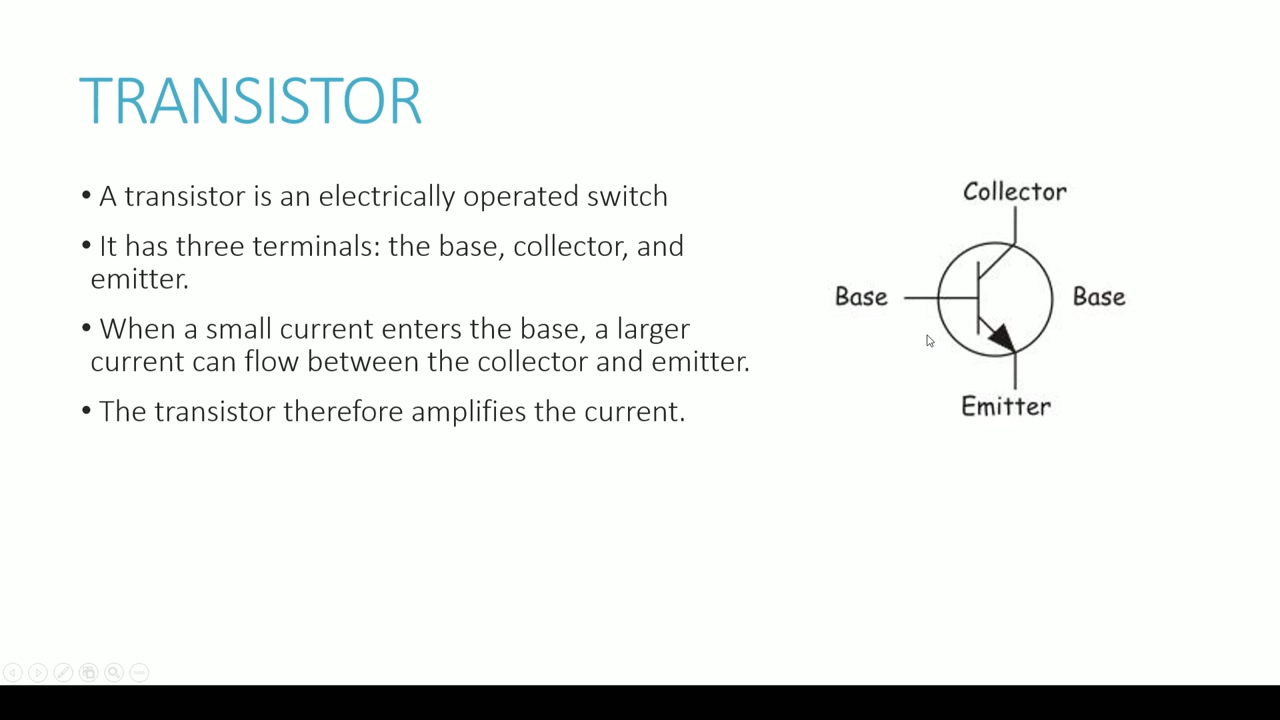 TRANSISTOR
• A transistor is an electrically operated switch
• It has three terminals: the base, collector, and
emitter.
• When a small current enters the base, a larger
current can flow between the collector and emitter.
• The transistor therefore amplifies the current.
Collector
Base
Base
Emitter